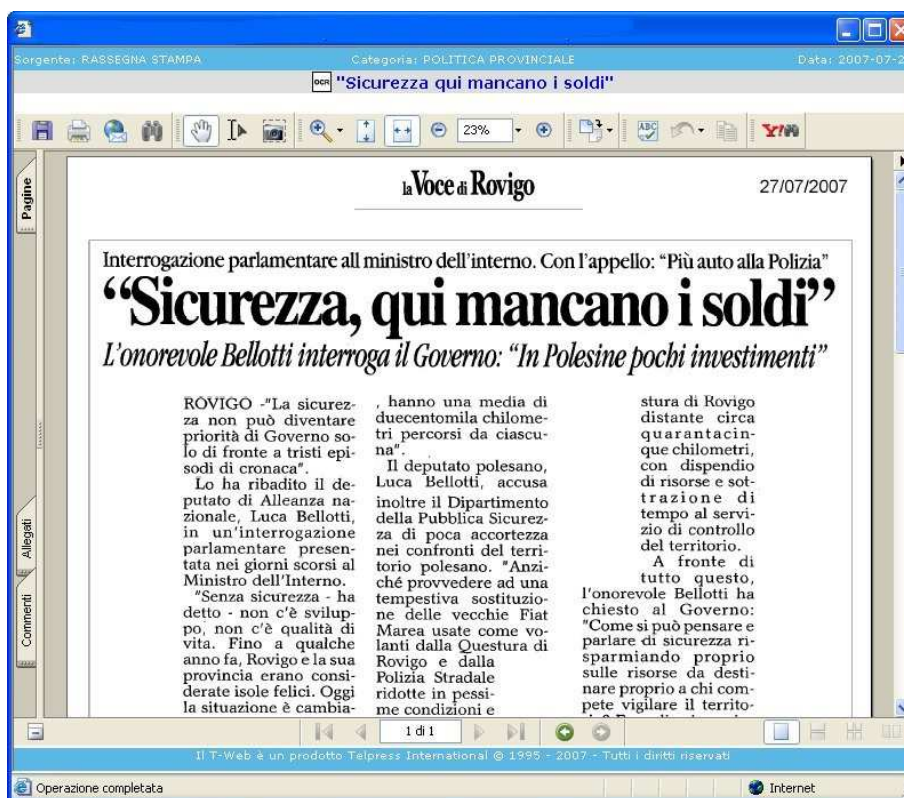 Sorgente: RASSEGNA STAMPA Categoria: POLITICA PROVINCIALE Data: 2007-07-2
OCR "Sicurezza qui mancano i soldi"
23%
ABC
Y!
Pagine
Allegati
Commenti
la Voce di Rovigo
27/07/2007
Interrogazione parlamentare all ministro dell'interno. Con l'appello: “Più auto alla Polizia”
“Sicurezza, qui mancano i soldi”
L'onorevole Bellotti interroga il Governo: “In Polesine pochi investimenti”
ROVIGO -"La sicurez-
za non può diventare
priorità di Governo so-
lo di fronte a tristi epi-
sodi di cronaca".
Lo ha ribadito il de-
putato di Alleanza na-
zionale, Luca Bellotti,
in un'interrogazione
parlamentare presen-
tata nei giorni scorsi al
Ministro dell'Interno.
"Senza sicurezza - ha
detto - non c'è svilup-
po, non c'è qualità di
vita. Fino a qualche
anno fa, Rovigo e la sua
provincia erano consi-
derate isole felici. Oggi
la situazione è cambia-
, hanno una media di
duecentomila chilome-
tri percorsi da ciascu-
na".
Il deputato polesano,
Luca Bellotti, accusa
inoltre il Dipartimento
della Pubblica Sicurez-
za di poca accortezza
nei confronti del terri-
torio polesano. "Anzi-
ché provvedere ad una
tempestiva sostituzio-
ne delle vecchie Fiat
Marea usate come vo-
lanti dalla Questura di
Rovigo e dalla
Polizia Stradale
ridotte in pessi-
me condizioni e
stura di Rovigo
distante circa
quarantacin-
que chilometri,
con dispendio
di risorse e sot-
trazione di
tempo al servi-
zio di controllo
del territorio.
A fronte di
tutto questo,
l'onorevole Bellotti ha
chiesto al Governo:
"Come si può pensare e
parlare di sicurezza ri-
sparmiando proprio
sulle risorse da desti-
nare proprio a chi com-
pete vigilare il territo-
1 di 1
Il T-Web è un prodotto Telpress International © 1995 - 2007 - Tutti i diritti riservati
Operazione completata Internet